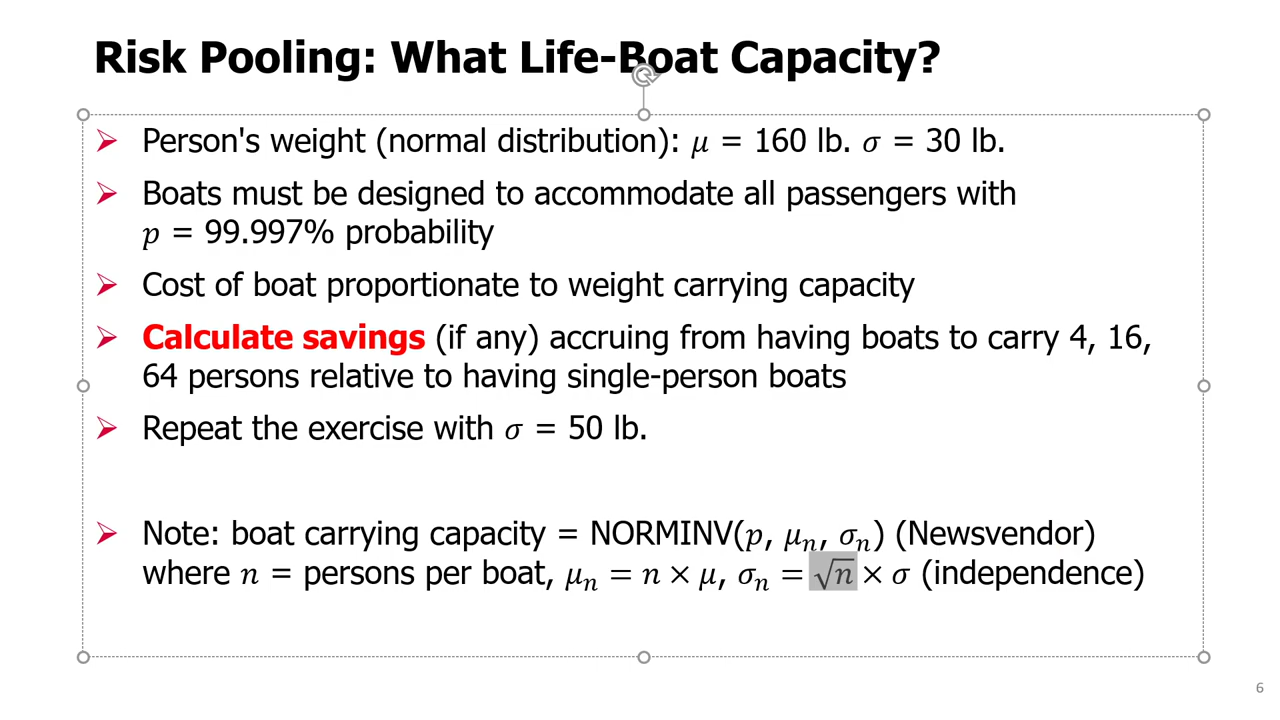 Risk Pooling: What Life-Boat Capacity?
➢ Person's weight (normal distribution): μ = 160 lb. σ = 30 lb.
➢ Boats must be designed to accommodate all passengers with
p = 99.997% probability
➢ Cost of boat proportionate to weight carrying capacity
➢ Calculate savings (if any) accruing from having boats to carry 4, 16,
64 persons relative to having single-person boats
➢ Repeat the exercise with σ = 50 lb.
➢ Note: boat carrying capacity = NORMINV(p, μₙ, σₙ) (Newsvendor)
where n = persons per boat, μₙ = n × μ, σₙ = √n × σ (independence)
6